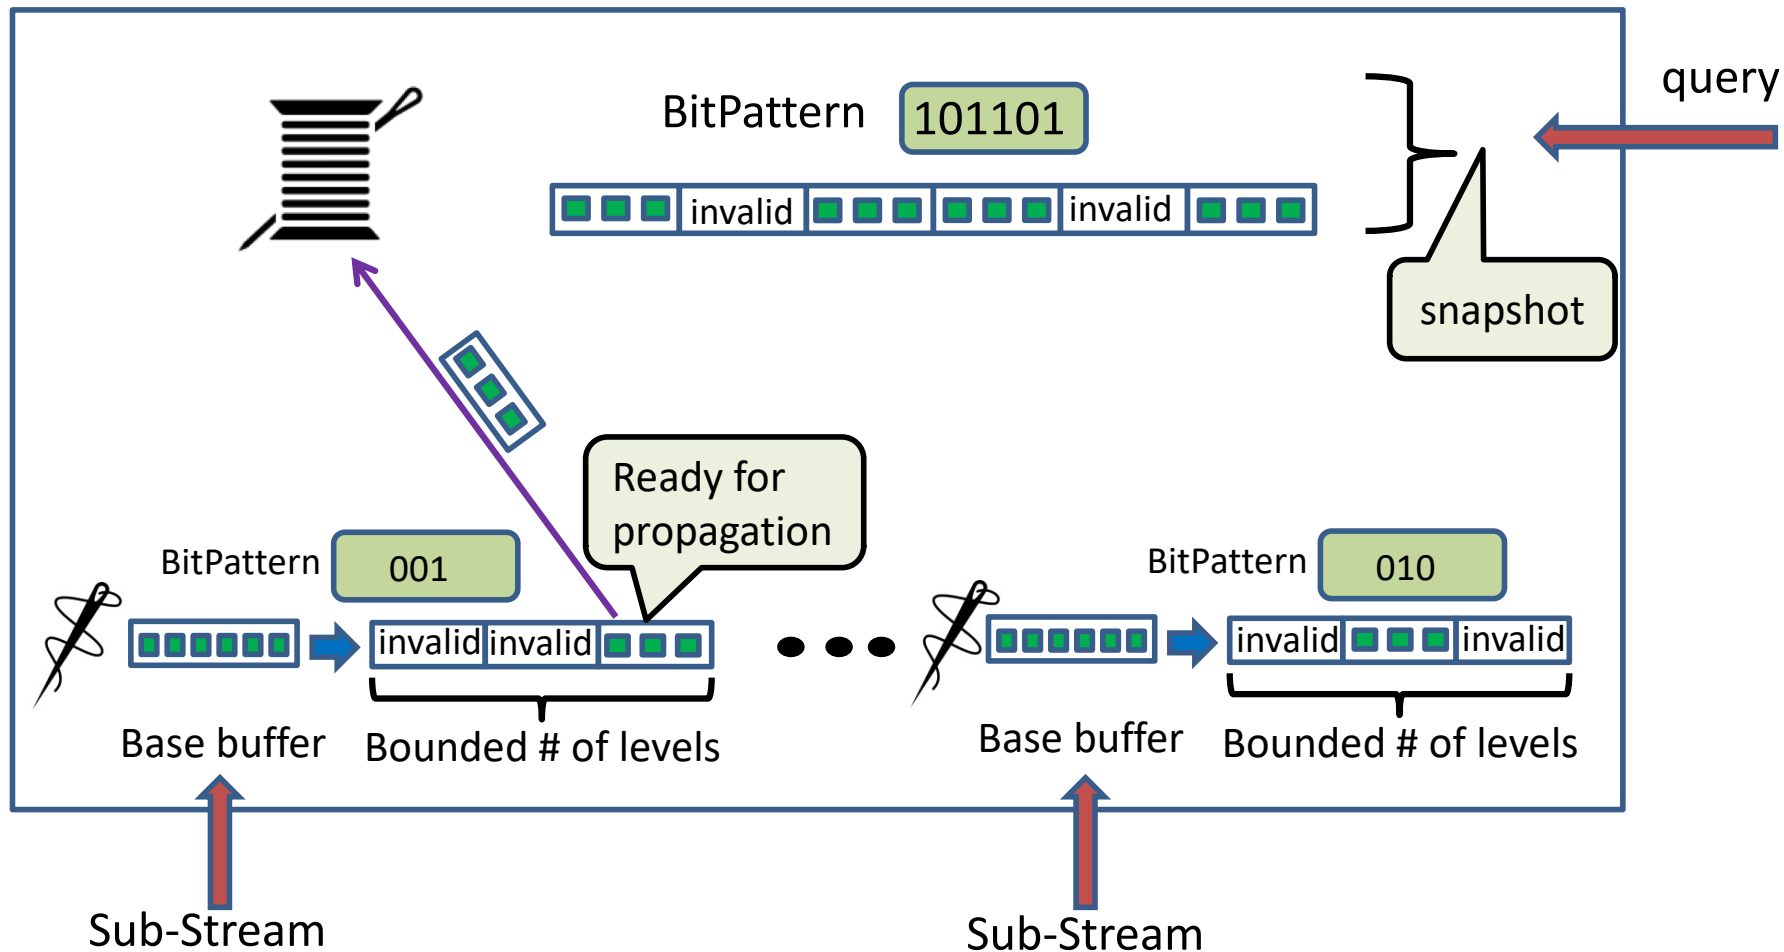 query
BitPattern 101101
invalid invalid
snapshot
Ready for
propagation
BitPattern 001
BitPattern 010
invalid invalid
invalid invalid
Base buffer
Bounded # of levels
Base buffer
Bounded # of levels
Sub-Stream
Sub-Stream